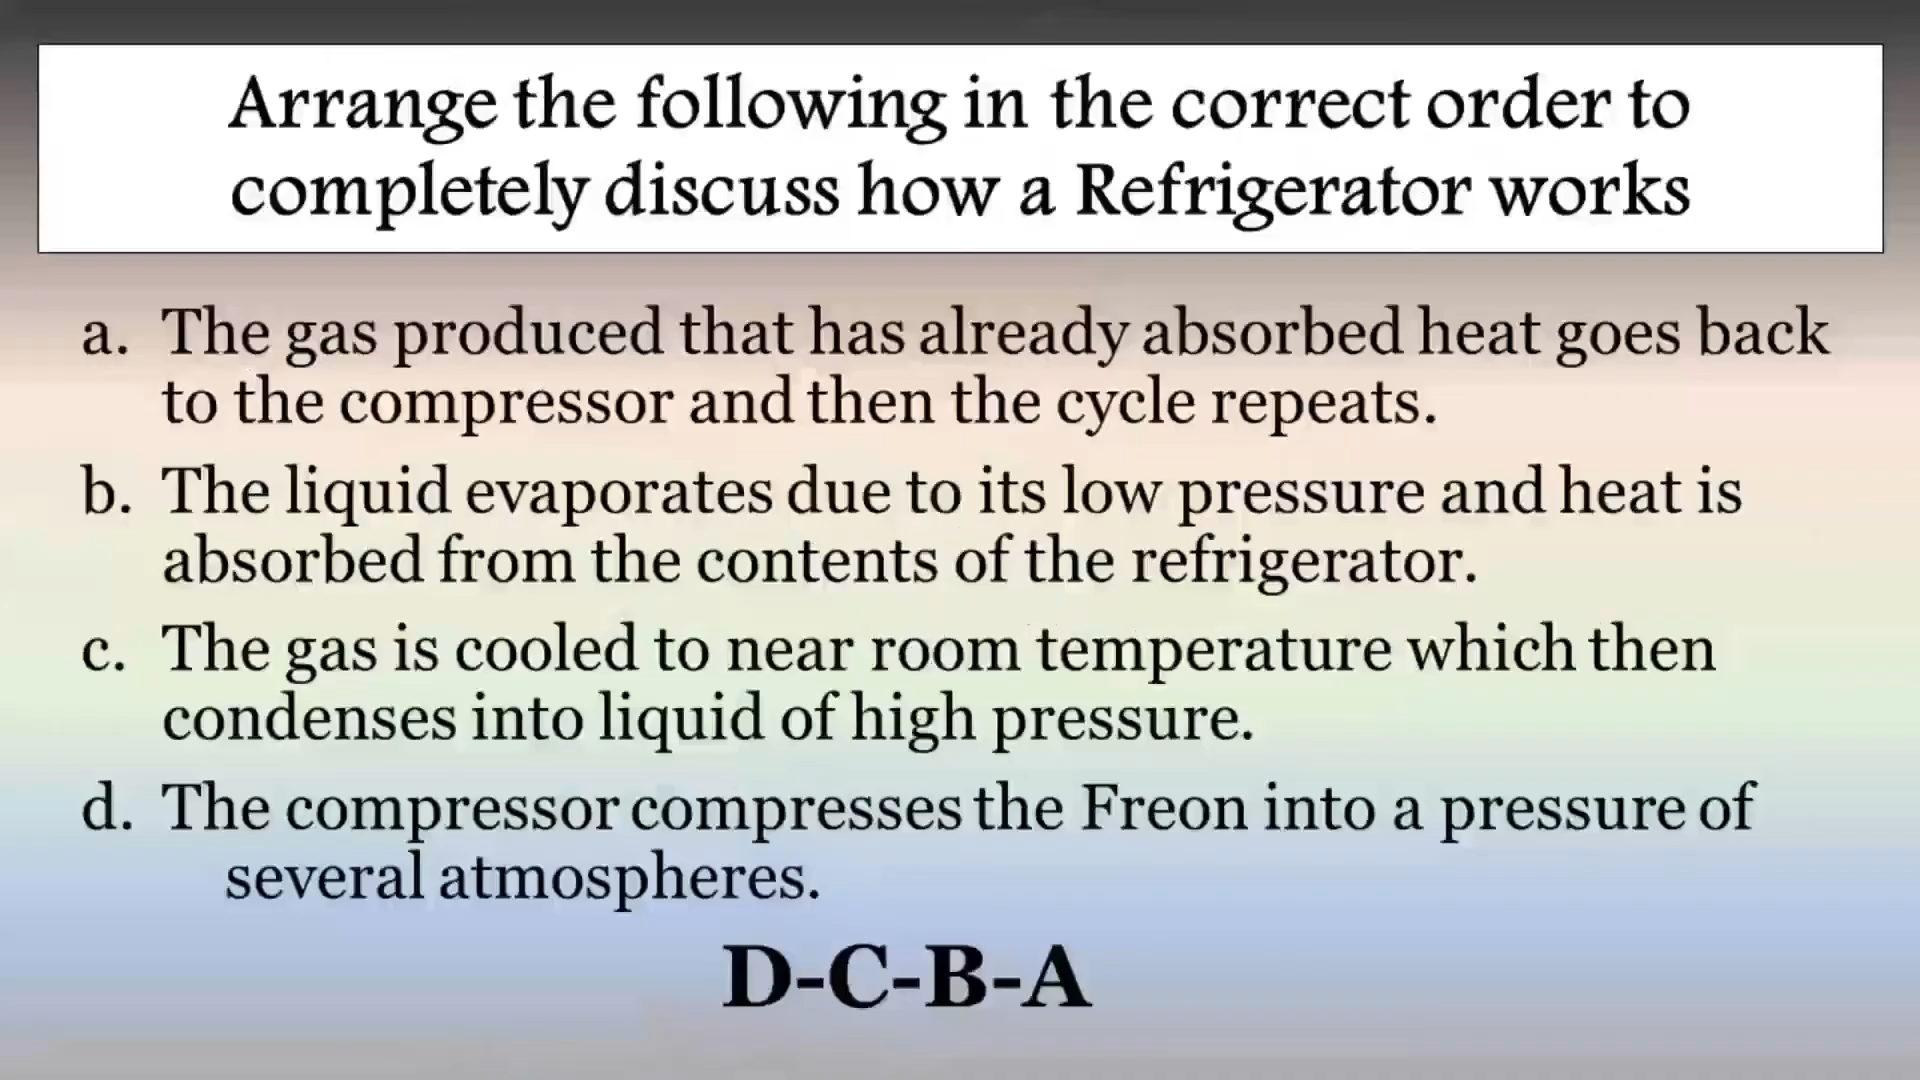 Arrange the following in the correct order to
completely discuss how a Refrigerator works
a. The gas produced that has already absorbed heat goes back
to the compressor and then the cycle repeats.
b. The liquid evaporates due to its low pressure and heat is
absorbed from the contents of the refrigerator.
c. The gas is cooled to near room temperature which then
condenses into liquid of high pressure.
d. The compressor compresses the Freon into a pressure of
several atmospheres.
D-C-B-A